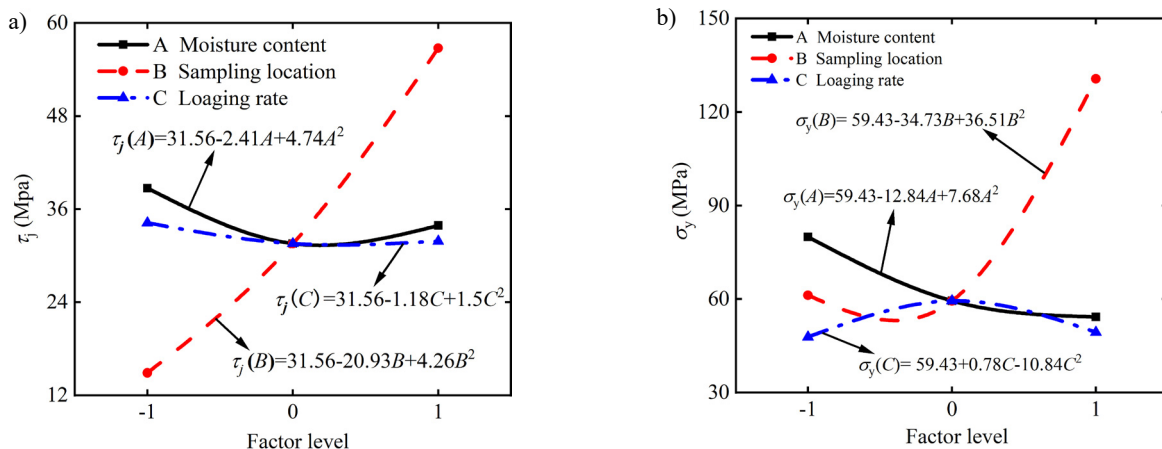 a)
60
48
36
24
12
τj (Mpa)
A Moisture content
B Sampling location
C Loaging rate
τj (A)=31.56-2.41A+4.74A²
τj (C)=31.56-1.18C+1.5C²
τj (B)=31.56-20.93B+4.26B²
-1 0 1
Factor level
b)
150
120
90
60
30
σy (MPa)
A Moisture content
B Sampling location
C Loaging rate
σy(B)= 59.43-34.73B+36.51B²
σy(A)=59.43-12.84A+7.68A²
σy(C)= 59.43+0.78C-10.84C²
-1 0 1
Factor level